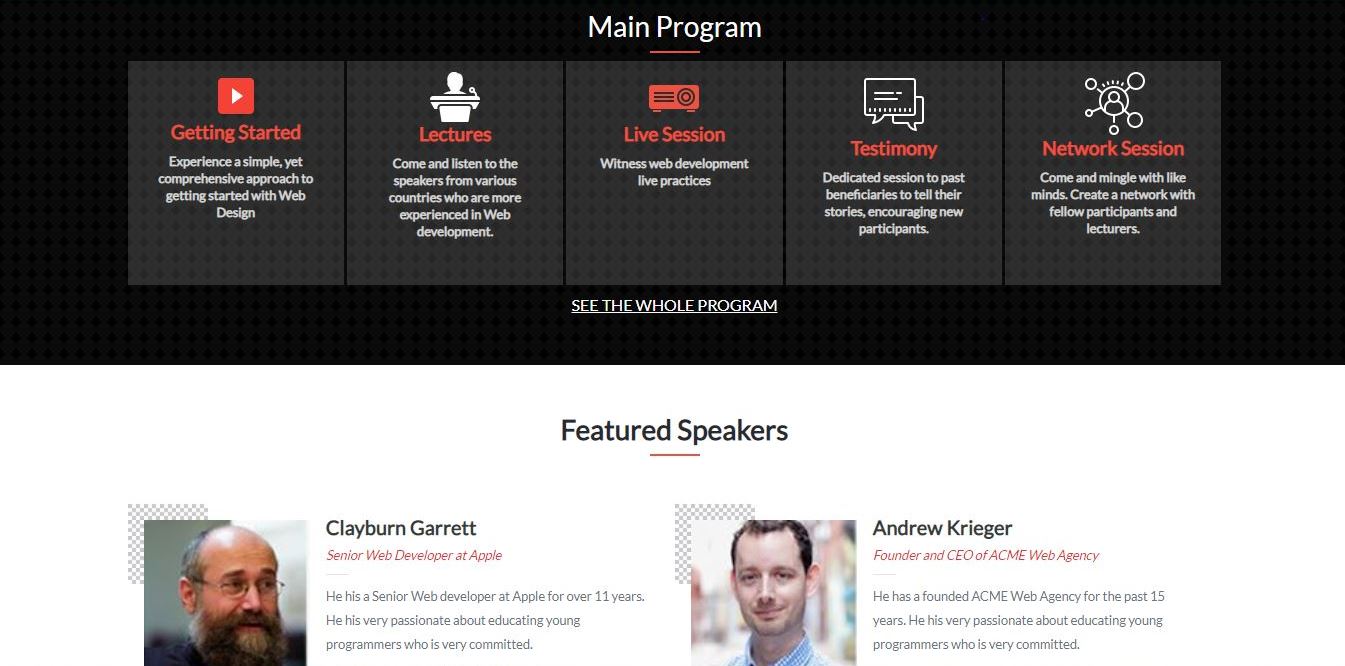 Main Program
Getting Started
Experience a simple, yet
comprehensive approach to
getting started with Web
Design
Lectures
Come and listen to the
speakers from various
countries who are more
experienced in Web
development.
Live Session
Witness web development
live practices
Testimony
Dedicated session to past
beneficiaries to tell their
stories, encouraging new
participants.
Network Session
Come and mingle with like
minds. Create a network with
fellow participants and
lecturers.
SEE THE WHOLE PROGRAM
Featured Speakers
Clayburn Garrett
Senior Web Developer at Apple
He his a Senior Web developer at Apple for over 11 years.
He his very passionate about educating young
programmers who is very committed.
Andrew Krieger
Founder and CEO of ACME Web Agency
He has a founded ACME Web Agency for the past 15
years. He his very passionate about educating young
programmers who is very committed.